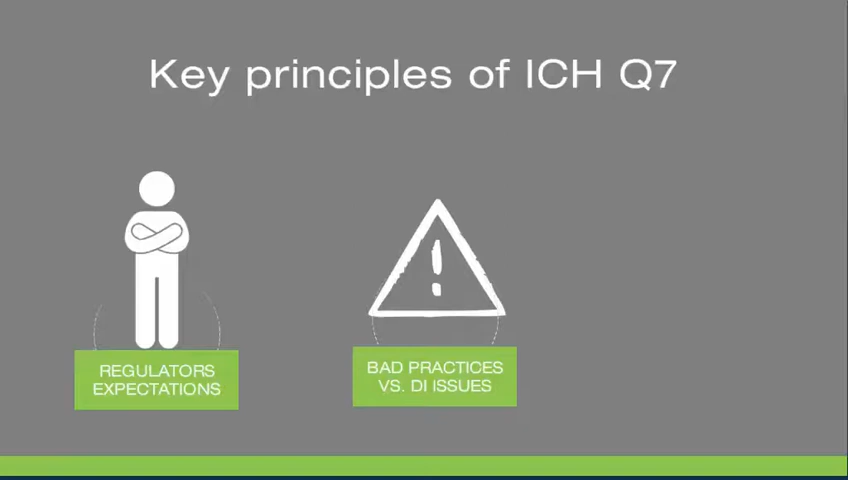 Key principles of ICH Q7
REGULATORS
EXPECTATIONS
BAD PRACTICES
VS. DI ISSUES